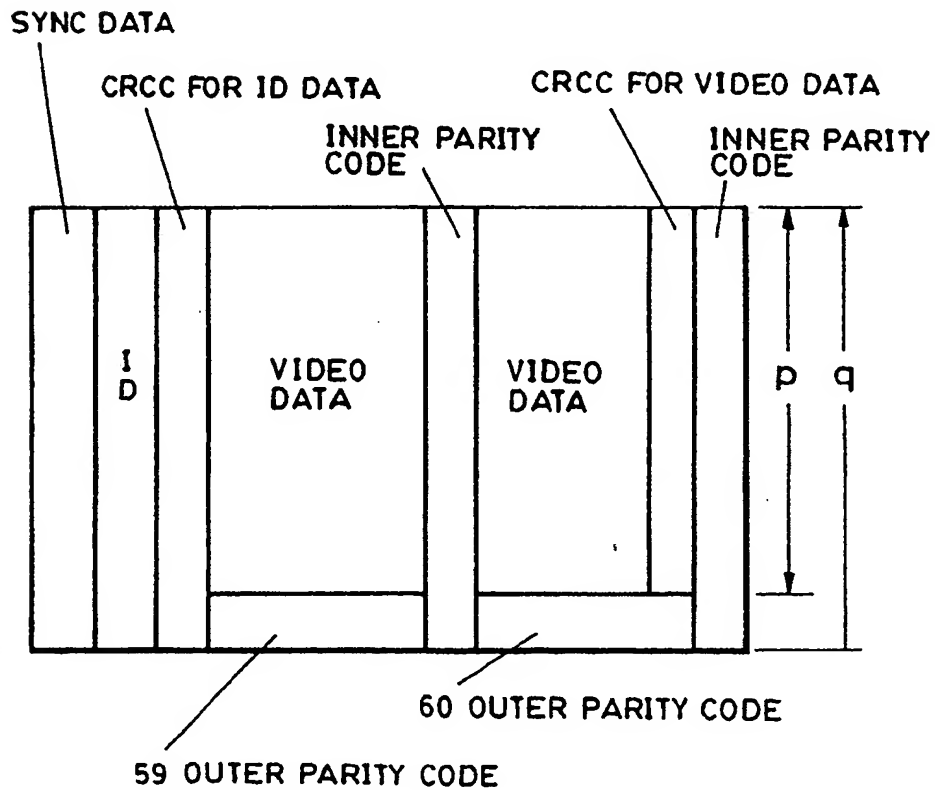 SYNC DATA
CRCC FOR ID DATA
CRCC FOR VIDEO DATA
INNER PARITY
CODE
INNER PARITY
CODE
I
D
VIDEO
DATA
VIDEO
DATA
p
q
60 OUTER PARITY CODE
59 OUTER PARITY CODE